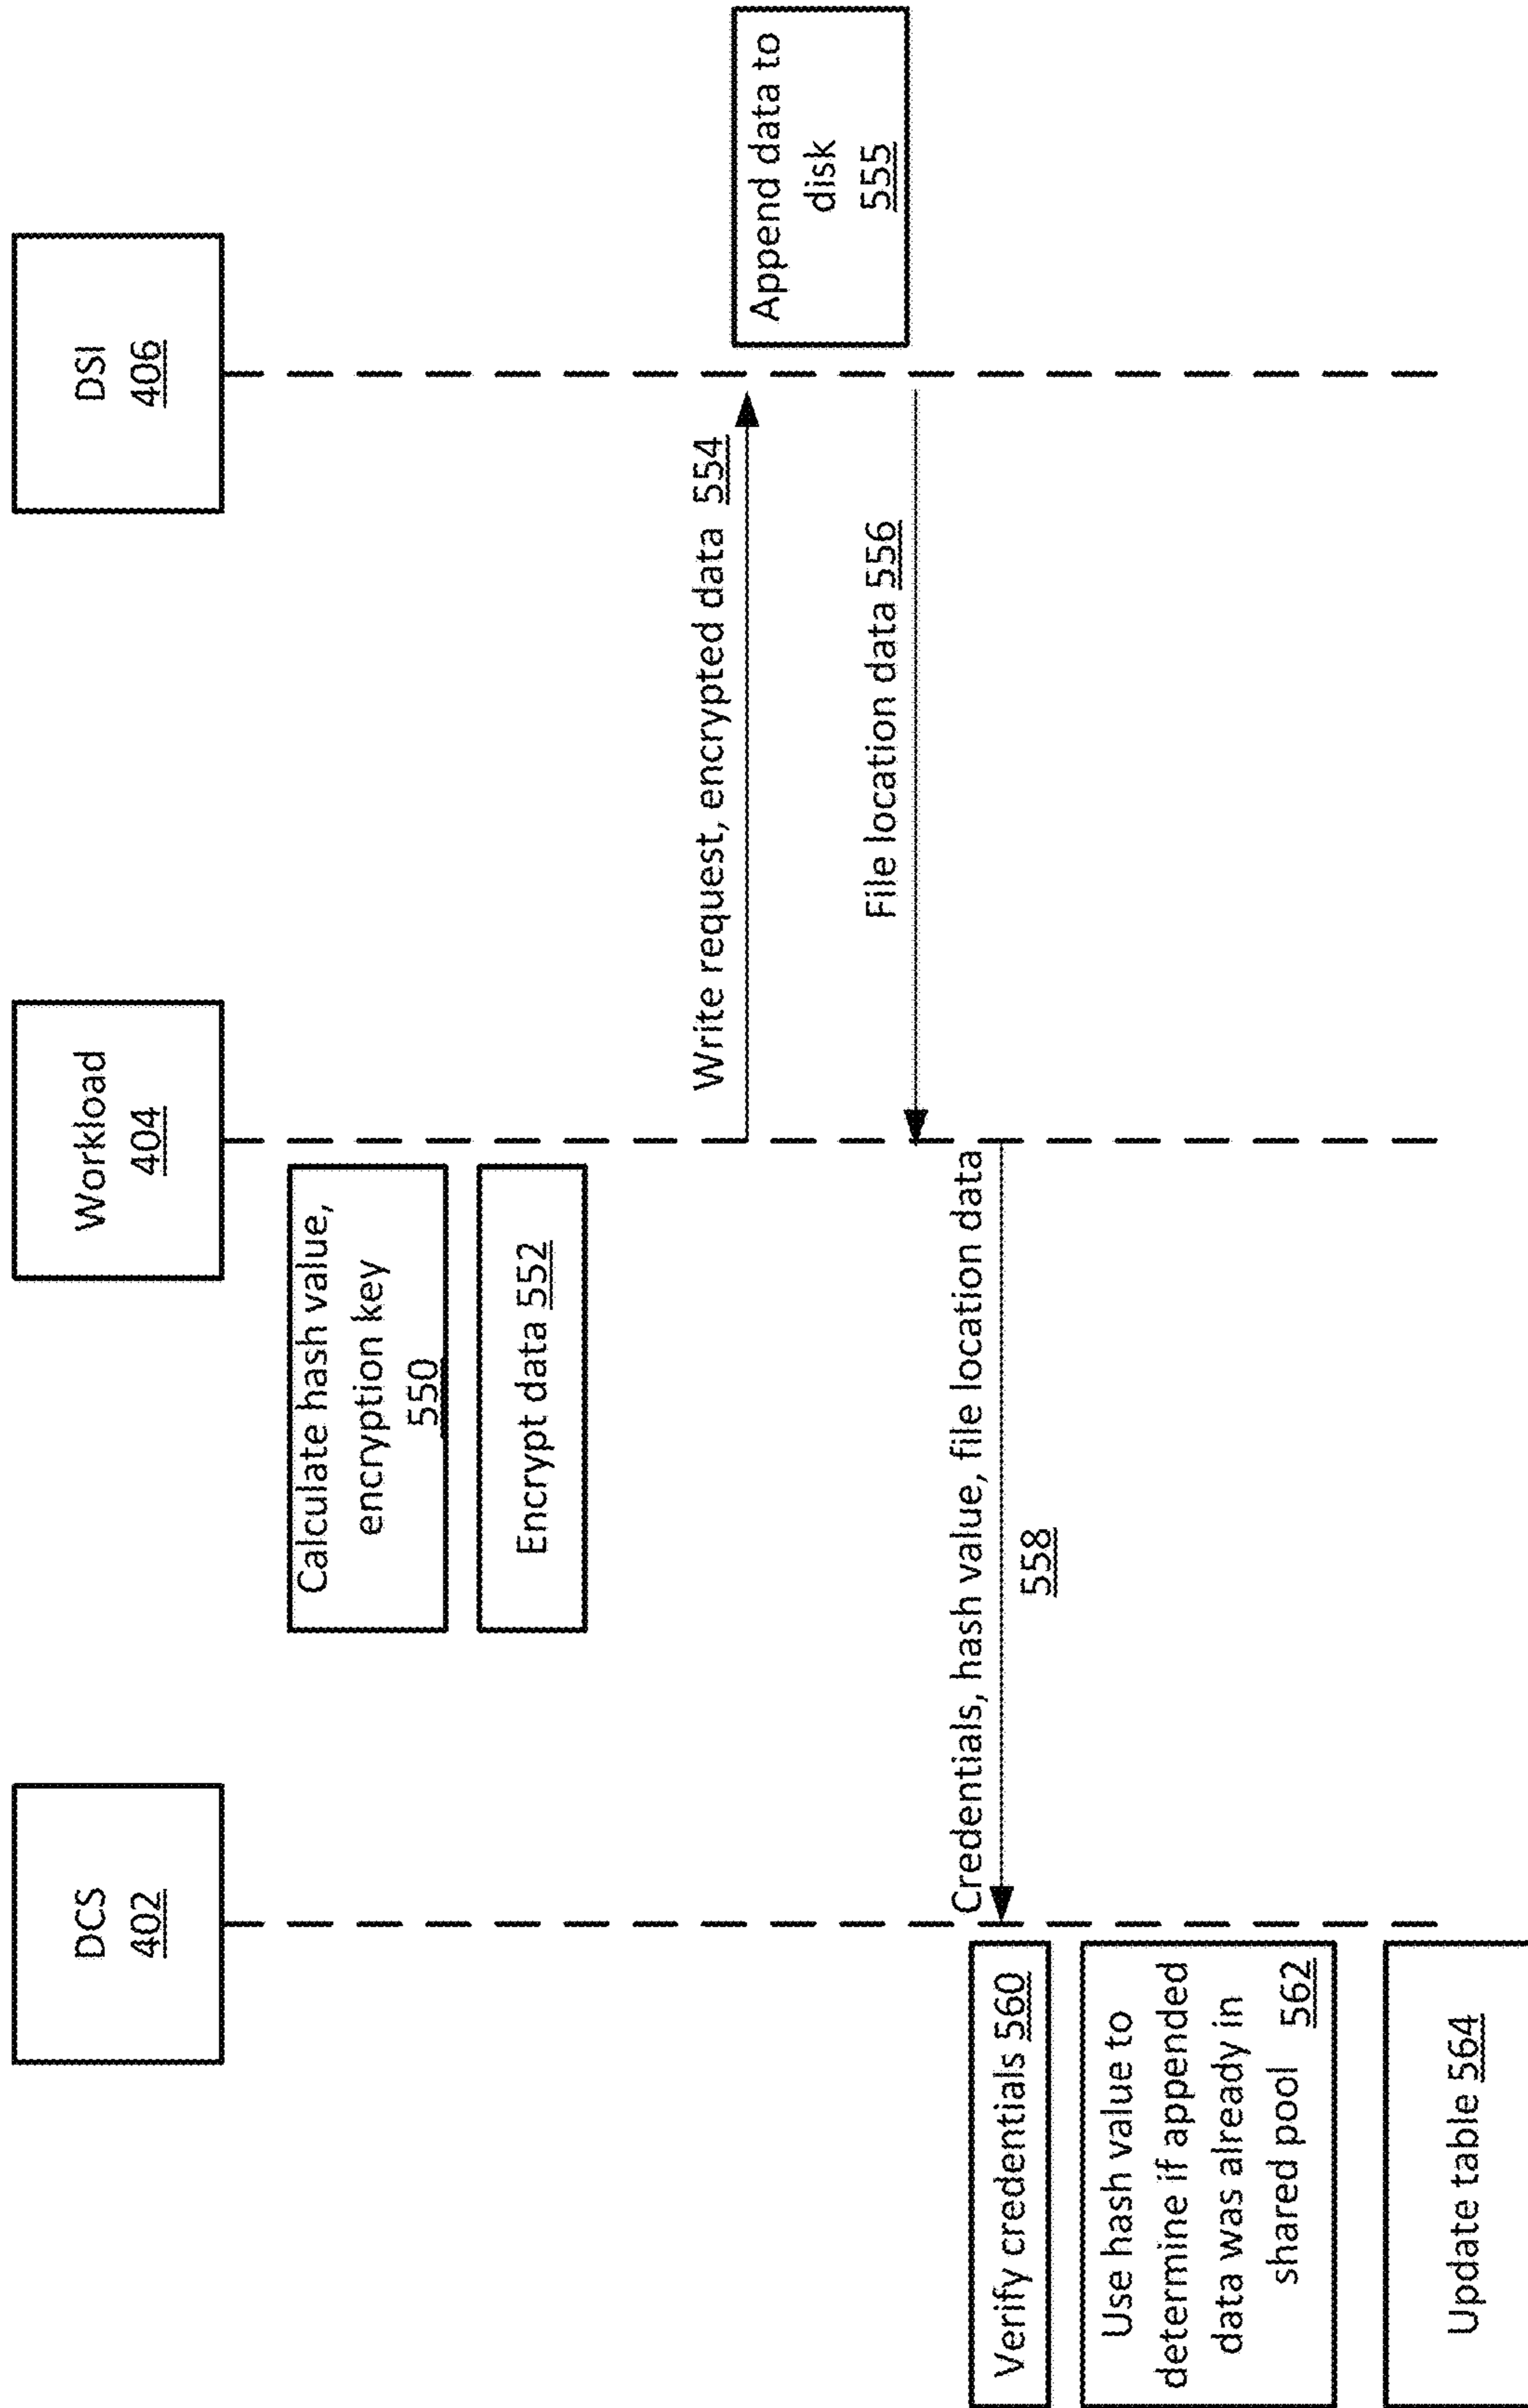 DCS
402
Workload
404
DSI
406
Calculate hash value,
encryption key
550
Encrypt data 552
Write request, encrypted data 554
Append data to
disk
555
File location data 556
Credentials, hash value, file location data
558
Verify credentials 560
Use hash value to
determine if appended
data was already in
shared pool 562
Update table 564